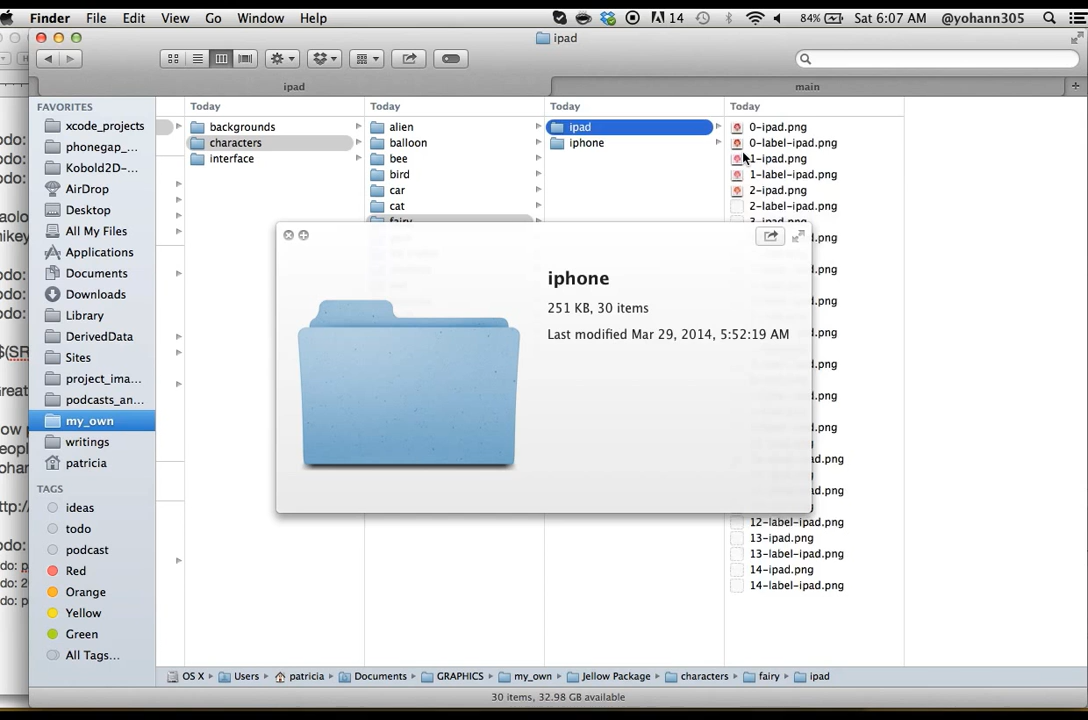 Finder File Edit View Go Window Help 14 84% Sat 6:07 AM @yohann305
ipad
ipad main
FAVORITES
xcode_projects
phonegap_...
Kobold2D-...
AirDrop
Desktop
All My Files
Applications
Documents
Downloads
Library
DerivedData
Sites
project_ima...
podcasts_an...
my_own
writings
patricia
TAGS
ideas
todo
podcast
Red
Orange
Yellow
Green
All Tags...
Today
backgrounds
characters
interface
Today
alien
balloon
bee
bird
car
cat
fairy
Today
ipad
iphone
Today
0-ipad.png
0-label-ipad.png
1-ipad.png
1-label-ipad.png
2-ipad.png
2-label-ipad.png
3-ipad.png
12-label-ipad.png
13-ipad.png
13-label-ipad.png
14-ipad.png
14-label-ipad.png
iphone
251 KB, 30 items
Last modified Mar 29, 2014, 5:52:19 AM
OS X Users patricia Documents GRAPHICS my_own Jellow Package characters fairy ipad
30 items, 32.98 GB available